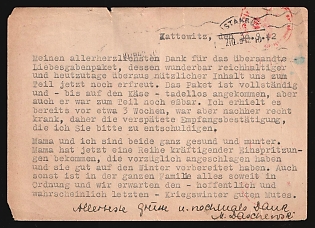 Kattowitz, den 30.9.42
Meinen allerherzlichsten Dank für das übersandte
Liebesgabenpaket, dessen wunderbar reichhaltiger
und heutzutage überaus nützlicher Inhalt uns zum
Teil jetzt noch erfreut. Das Paket ist vollständig
und - bis auf den Käse - tadellos angekommen, aber
auch er war zum Teil noch eßbar. Ich erhielt es
bereits vor etwa 3 Wochen, war aber nachher recht
krank, daher die verspätete Empfangsbestätigung,
die ich Sie bitte zu entschuldigen.
Mama und ich sind beide ganz gesund und munter.
Mama hat jetzt eine Reihe kräftigender Einspritzun-
gen bekommen, die vorzüglich angeschlagen haben
und sie gut auf den Winter vorbereitet haben. Auch
sonst ist in der ganzen Familie alles soweit in
Ordnung und wir erwarten den - hoffentlich und
wahrscheinlich letzten - Kriegswinter guten Mutes.
Allerbeste Grüße u. nochmals Dank